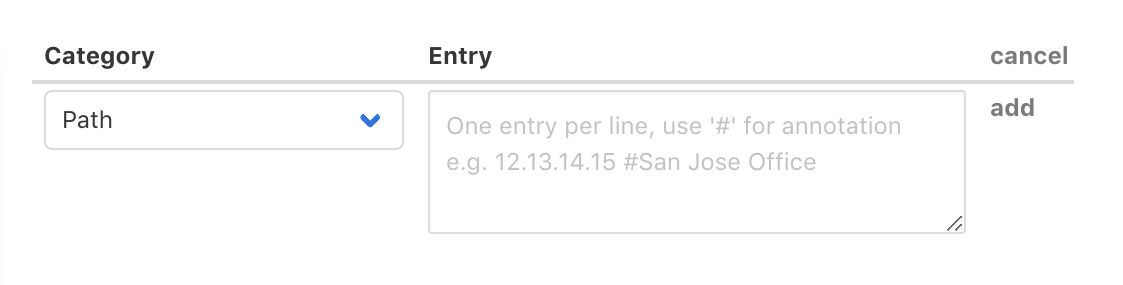 Category Entry cancel
Path add
One entry per line, use '#' for annotation
e.g. 12.13.14.15 #San Jose Office